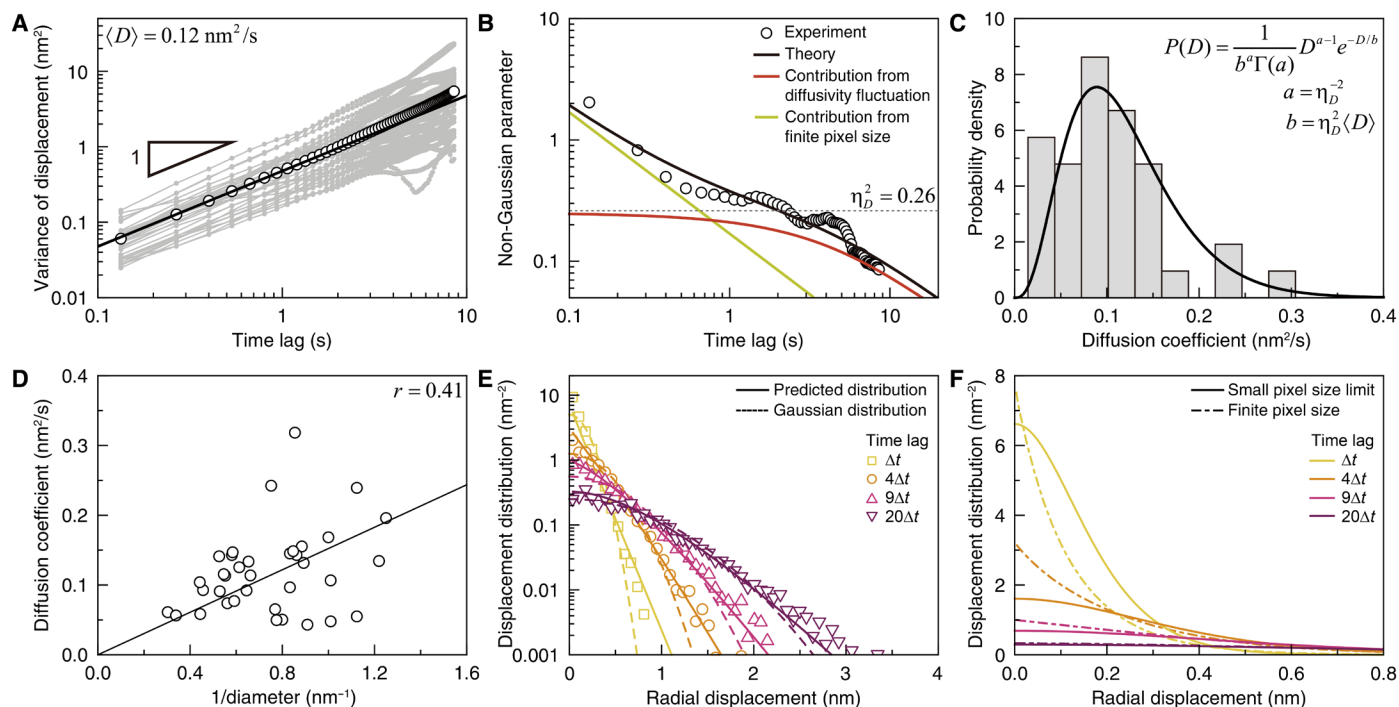 A
⟨D⟩ = 0.12 nm²/s
Variance of displacement (nm²)
10
1
0.1
0.01
1
0.1
1
10
Time lag (s)
B
Non-Gaussian parameter
1
0.1
Experiment
Theory
Contribution from
diffusivity fluctuation
Contribution from
finite pixel size
η_D² = 0.26
0.1
1
10
Time lag (s)
C
Probability density
10
8
6
4
2
0
P(D) = 1/(b^a Γ(a)) D^(a−1) e^(−D/b)
a = η_D^−2
b = η_D²⟨D⟩
0.0
0.1
0.2
0.3
0.4
Diffusion coefficient (nm²/s)
D
Diffusion coefficient (nm²/s)
0.4
0.3
0.2
0.1
0.0
r = 0.41
0.0
0.4
0.8
1.2
1.6
1/diameter (nm⁻¹)
E
Displacement distribution (nm⁻²)
10
1
0.1
0.01
0.001
Predicted distribution
Gaussian distribution
Time lag
Δt
4Δt
9Δt
20Δt
0
1
2
3
4
Radial displacement (nm)
F
Displacement distribution (nm⁻²)
8
6
4
2
0
Small pixel size limit
Finite pixel size
Time lag
Δt
4Δt
9Δt
20Δt
0.0
0.2
0.4
0.6
0.8
Radial displacement (nm)